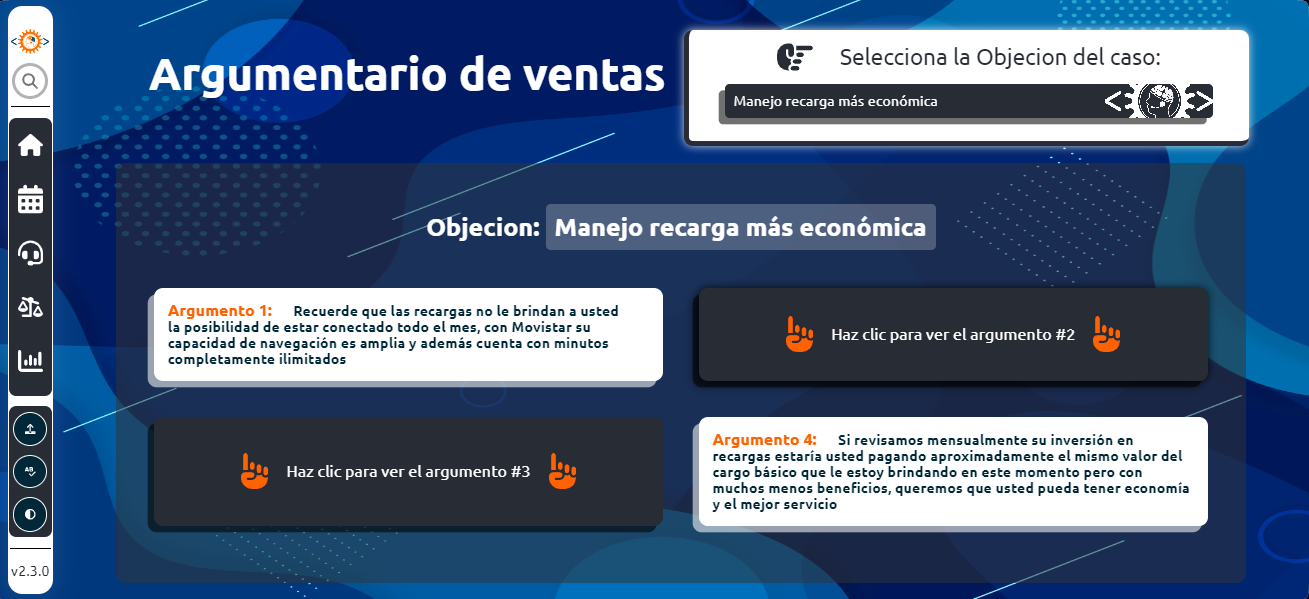 Argumentario de ventas
Selecciona la Objecion del caso:
Manejo recarga más económica
Objecion: Manejo recarga más económica
Argumento 1: Recuerde que las recargas no le brindan a usted
la posibilidad de estar conectado todo el mes, con Movistar su
capacidad de navegación es amplia y además cuenta con minutos
completamente ilimitados
Haz clic para ver el argumento #2
Haz clic para ver el argumento #3
Argumento 4: Si revisamos mensualmente su inversión en
recargas estaría usted pagando aproximadamente el mismo valor del
cargo básico que le estoy brindando en este momento pero con
muchos menos beneficios, queremos que usted pueda tener economía
y el mejor servicio
v2.3.0